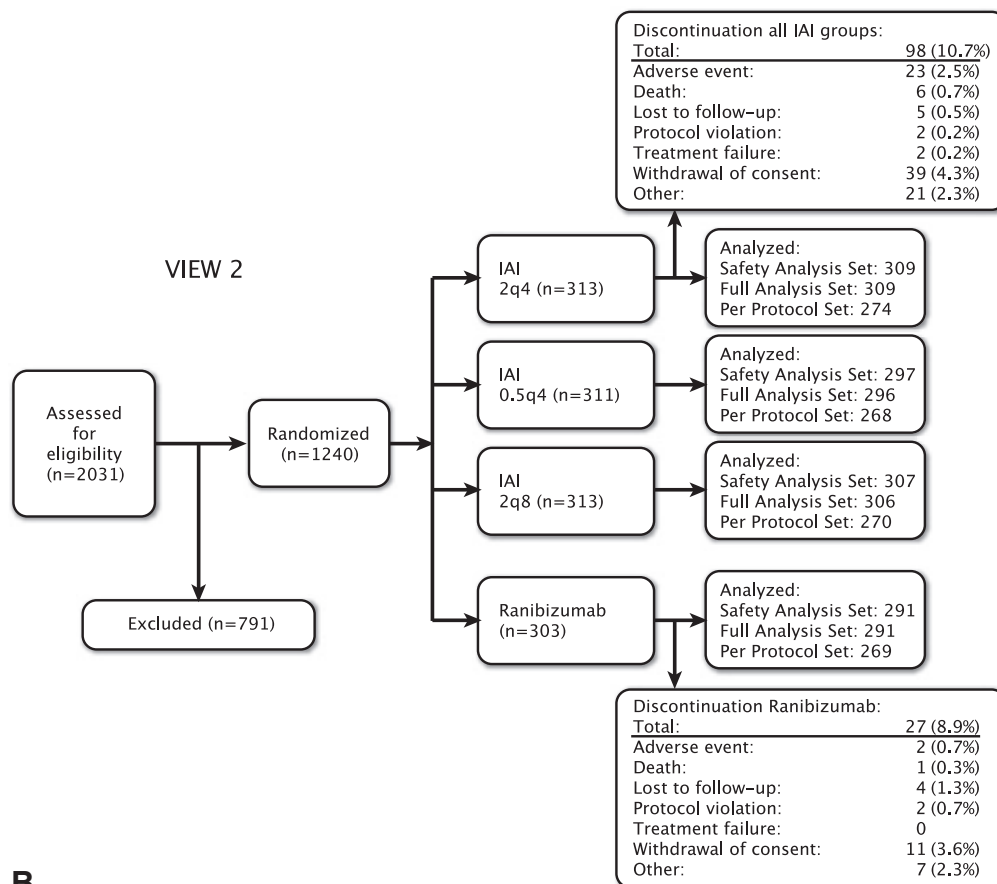 Discontinuation all IAI groups:
Total: 98 (10.7%)
Adverse event: 23 (2.5%)
Death: 6 (0.7%)
Lost to follow-up: 5 (0.5%)
Protocol violation: 2 (0.2%)
Treatment failure: 2 (0.2%)
Withdrawal of consent: 39 (4.3%)
Other: 21 (2.3%)
VIEW 2
Assessed
for
eligibility
(n=2031)
Excluded (n=791)
Randomized
(n=1240)
IAI
2q4 (n=313)
Analyzed:
Safety Analysis Set: 309
Full Analysis Set: 309
Per Protocol Set: 274
IAI
0.5q4 (n=311)
Analyzed:
Safety Analysis Set: 297
Full Analysis Set: 296
Per Protocol Set: 268
IAI
2q8 (n=313)
Analyzed:
Safety Analysis Set: 307
Full Analysis Set: 306
Per Protocol Set: 270
Ranibizumab
(n=303)
Analyzed:
Safety Analysis Set: 291
Full Analysis Set: 291
Per Protocol Set: 269
Discontinuation Ranibizumab:
Total: 27 (8.9%)
Adverse event: 2 (0.7%)
Death: 1 (0.3%)
Lost to follow-up: 4 (1.3%)
Protocol violation: 2 (0.7%)
Treatment failure: 0
Withdrawal of consent: 11 (3.6%)
Other: 7 (2.3%)
B